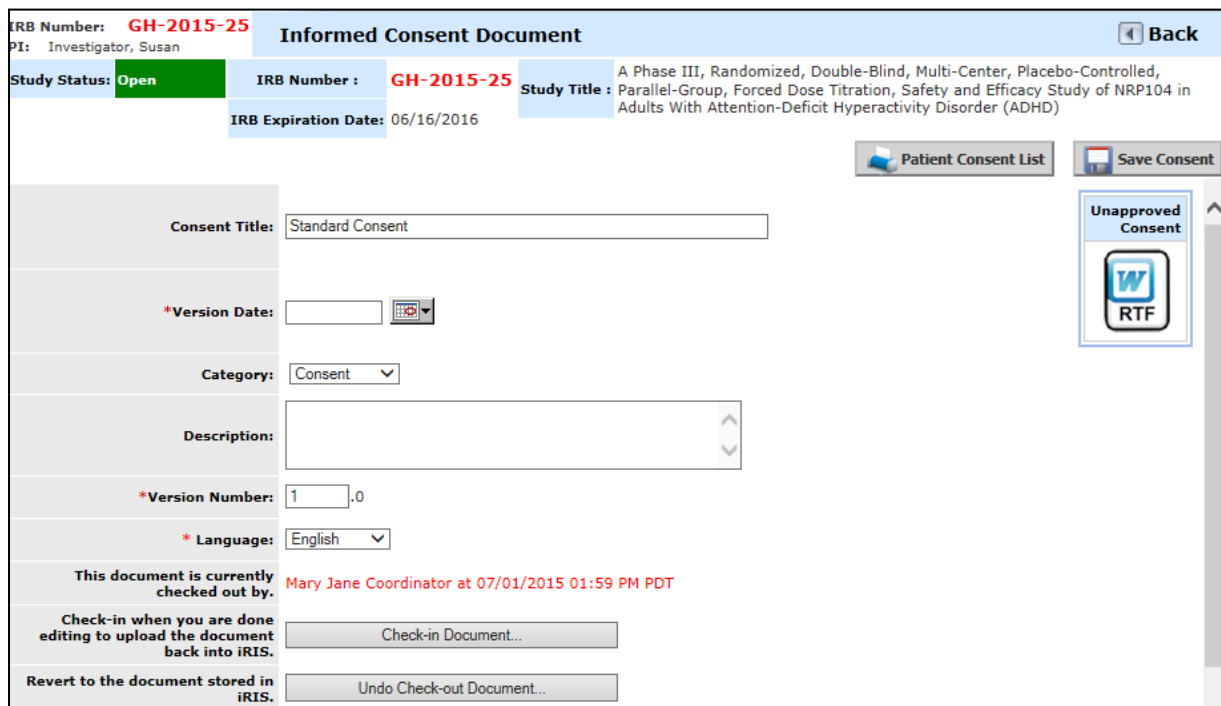 IRB Number: GH-2015-25
PI: Investigator, Susan
Informed Consent Document
Back
Study Status: Open
IRB Number : GH-2015-25
IRB Expiration Date: 06/16/2016
Study Title :
A Phase III, Randomized, Double-Blind, Multi-Center, Placebo-Controlled,
Parallel-Group, Forced Dose Titration, Safety and Efficacy Study of NRP104 in
Adults With Attention-Deficit Hyperactivity Disorder (ADHD)
Patient Consent List
Save Consent
Consent Title: Standard Consent
Unapproved
Consent
W
RTF
*Version Date:
Category: Consent
Description:
*Version Number: 1 .0
* Language: English
This document is currently
checked out by.
Mary Jane Coordinator at 07/01/2015 01:59 PM PDT
Check-in when you are done
editing to upload the document
back into iRIS.
Check-in Document...
Revert to the document stored in
iRIS.
Undo Check-out Document...